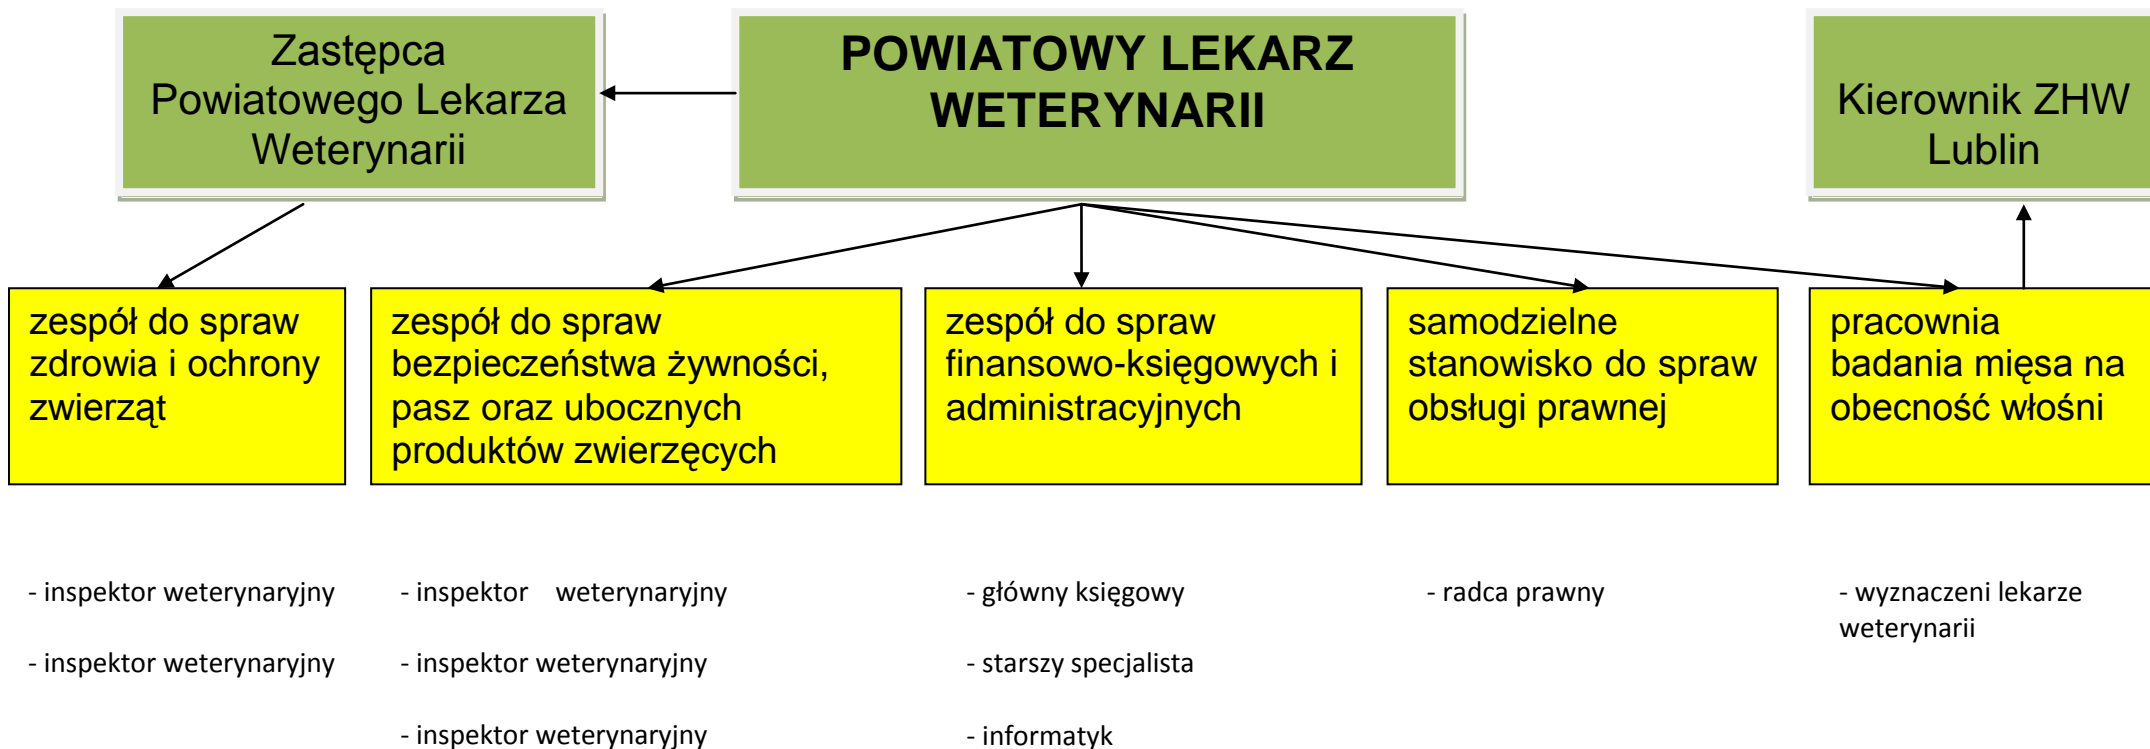 Zastępca
Powiatowego Lekarza
Weterynarii
POWIATOWY LEKARZ
WETERYNARII
Kierownik ZHW
Lublin
zespół do spraw
zdrowia i ochrony
zwierząt
zespół do spraw
bezpieczeństwa żywności,
pasz oraz ubocznych
produktów zwierzęcych
zespół do spraw
finansowo-księgowych i
administracyjnych
samodzielne
stanowisko do spraw
obsługi prawnej
pracownia
badania mięsa na
obecność włośni
- inspektor weterynaryjny
- inspektor weterynaryjny
- inspektor weterynaryjny
- inspektor weterynaryjny
- inspektor weterynaryjny
- główny księgowy
- starszy specjalista
- informatyk
- radca prawny
- wyznaczeni lekarze
weterynarii